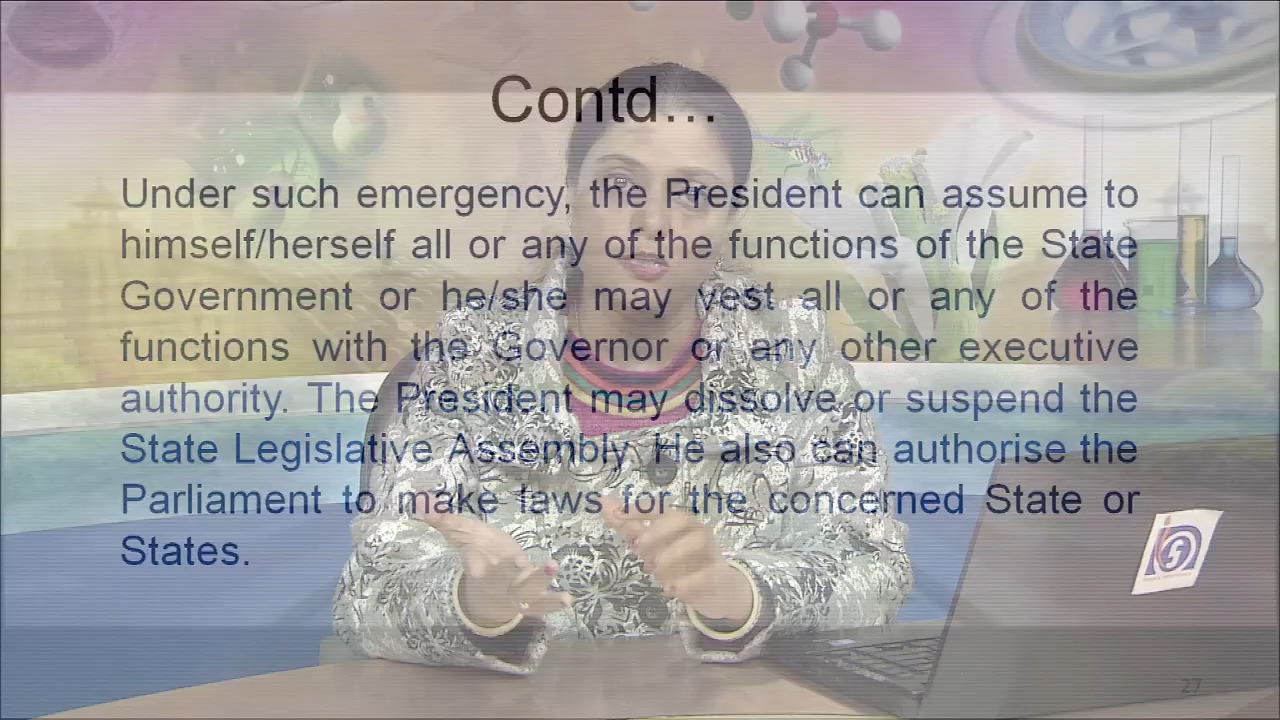 Contd...
Under such emergency, the President can assume to
himself/herself all or any of the functions of the State
Government or he/she may vest all or any of the
functions with the Governor or any other executive
authority. The President may dissolve or suspend the
State Legislative Assembly. He also can authorise the
Parliament to make laws for the concerned State or
States.
27